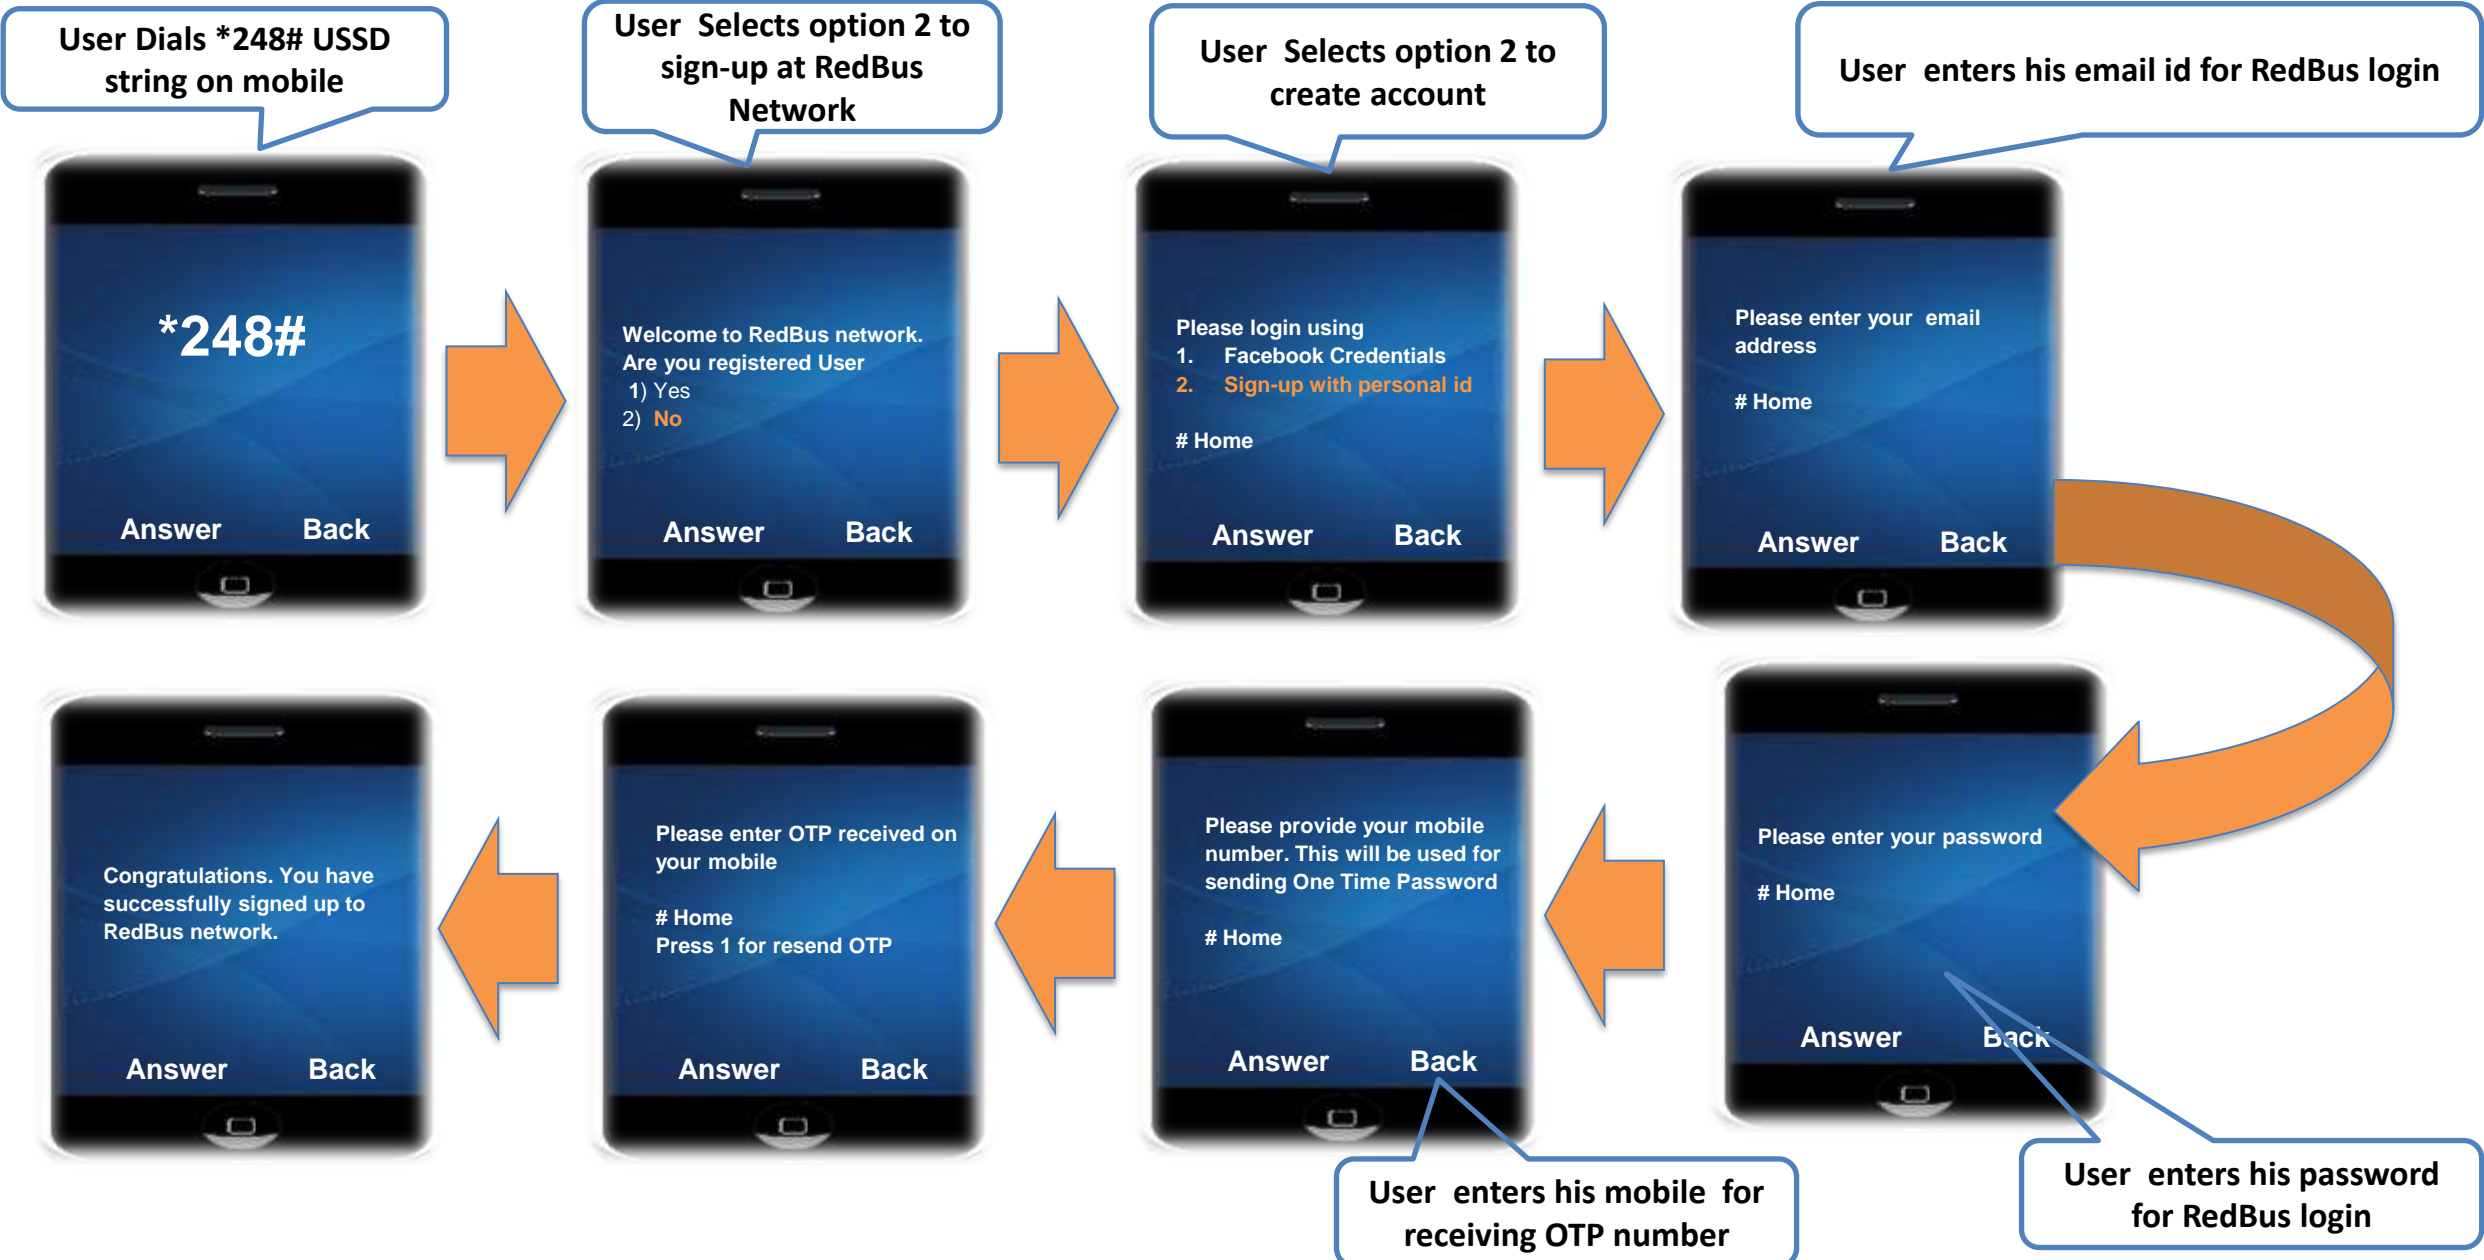 User Dials *248# USSD
string on mobile
User Selects option 2 to
sign-up at RedBus
Network
User Selects option 2 to
create account
User enters his email id for RedBus login
*248#
Answer Back
Welcome to RedBus network.
Are you registered User
1) Yes
2) No
Answer Back
Please login using
1. Facebook Credentials
2. Sign-up with personal id
# Home
Answer Back
Please enter your email
address
# Home
Answer Back
Please enter your password
# Home
Answer Back
User enters his password
for RedBus login
Please provide your mobile
number. This will be used for
sending One Time Password
# Home
Answer Back
User enters his mobile for
receiving OTP number
Please enter OTP received on
your mobile
# Home
Press 1 for resend OTP
Answer Back
Congratulations. You have
successfully signed up to
RedBus network.
Answer Back